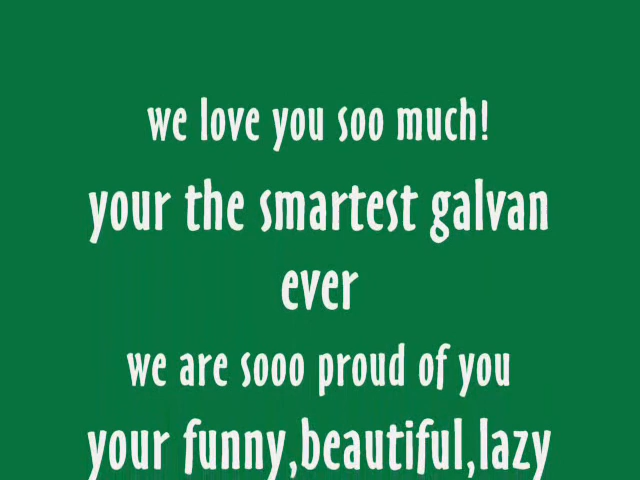 we love you soo much!
your the smartest galvan
ever
we are sooo proud of you
your funny,beautiful,lazy